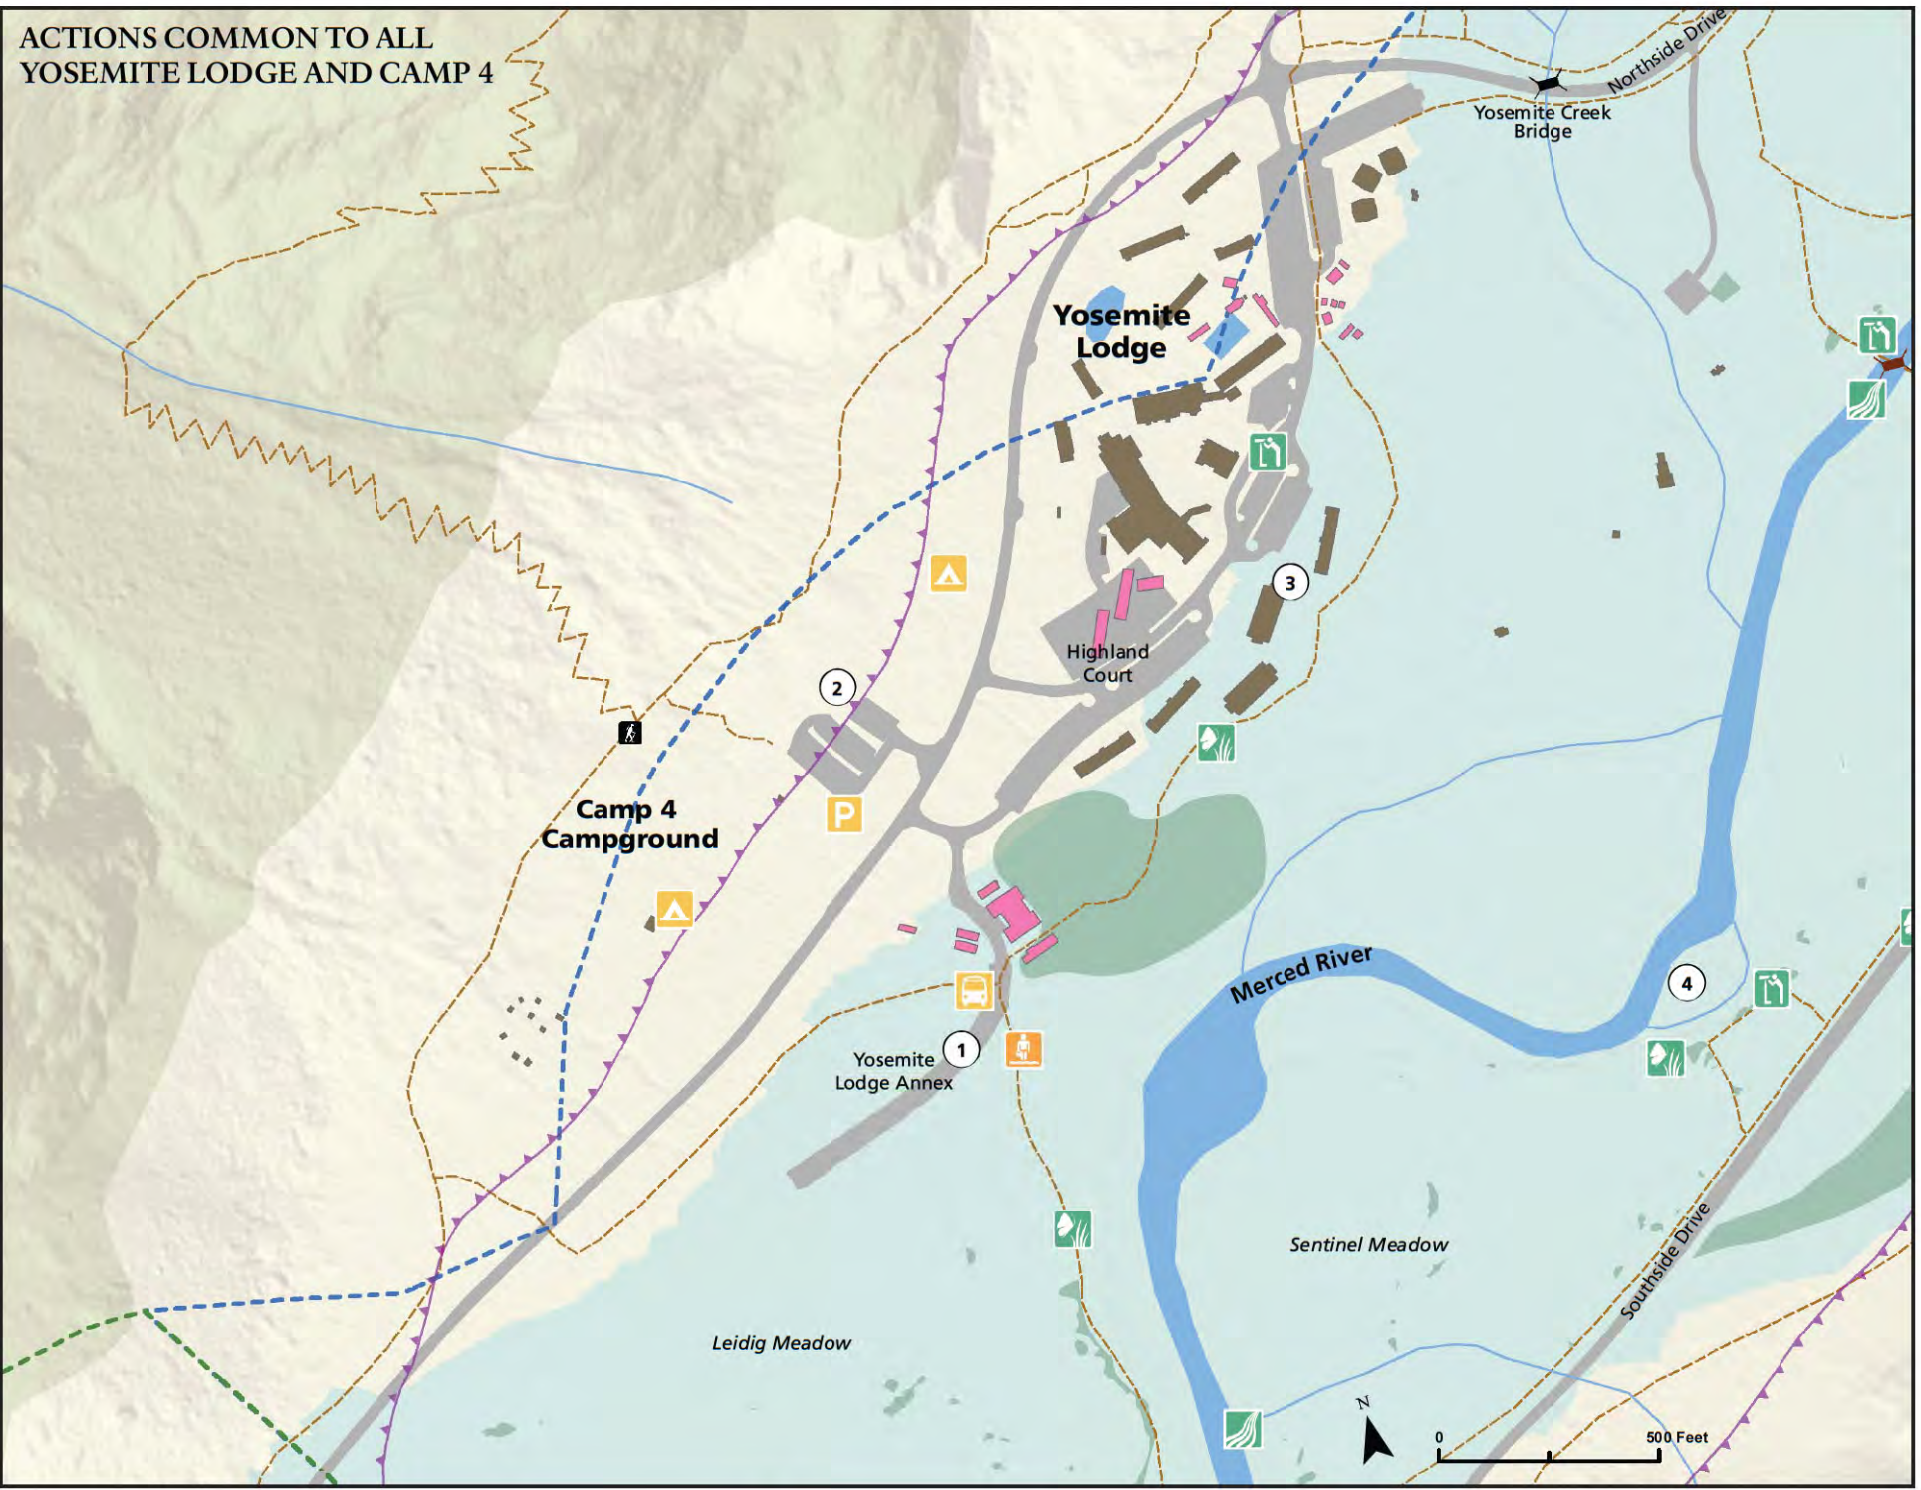 ACTIONS COMMON TO ALL
YOSEMITE LODGE AND CAMP 4
Northside Drive
Yosemite Creek
Bridge
Yosemite
Lodge
3
Highland
Court
2
P
Camp 4
Campground
Merced River
4
Yosemite
Lodge Annex
1
Sentinel Meadow
Southside Drive
Leidig Meadow
N
0
500 Feet